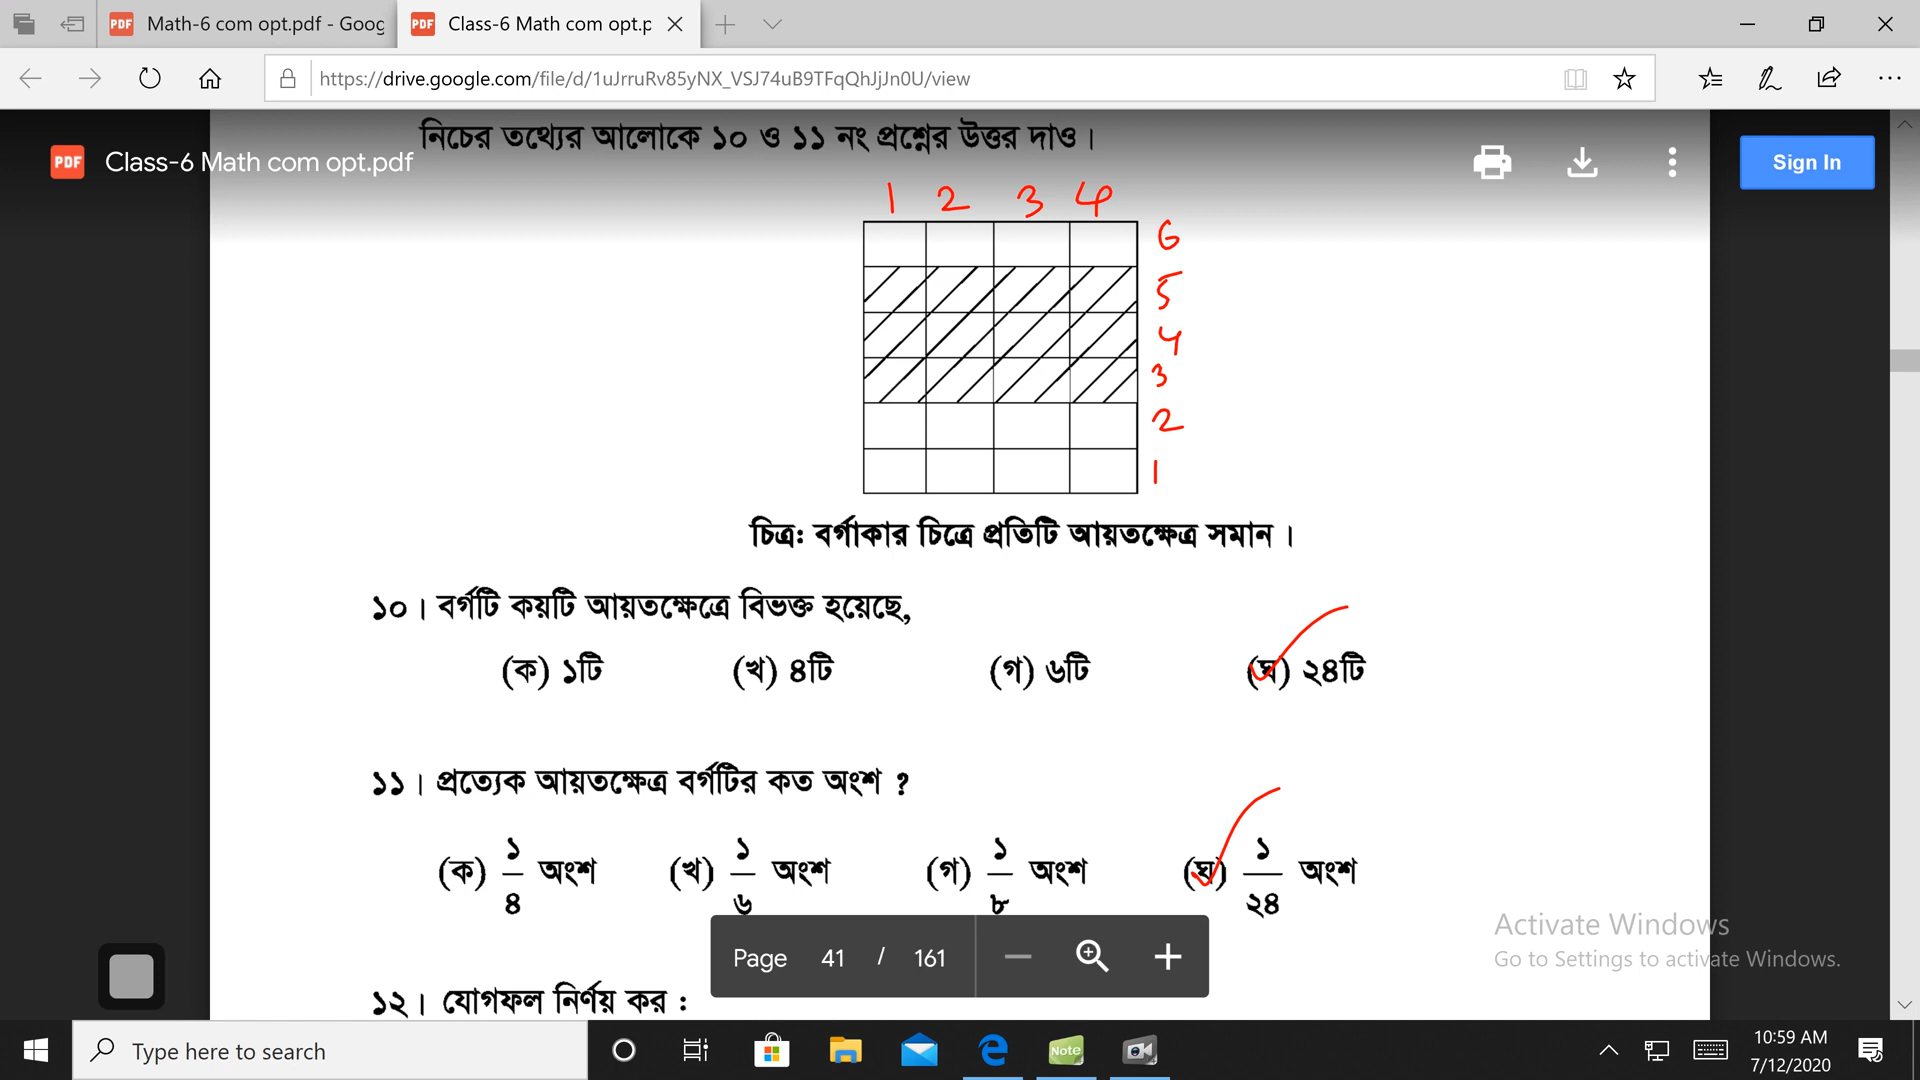 Math-6 com opt.pdf - Goog
Class-6 Math com opt.p
https://drive.google.com/file/d/1uJrruRv85yNX_VSJ74uB9TFqQhJjJn0U/view
নিচের তথ্যের আলোকে ১০ ও ১১ নং প্রশ্নের উত্তর দাও।
PDF Class-6 Math com opt.pdf
Sign In
1 2 3 4
6
5
4
3
2
1
চিত্র: বর্গাকার চিত্রে প্রতিটি আয়তক্ষেত্র সমান।
১০। বর্গটি কয়টি আয়তক্ষেত্রে বিভক্ত হয়েছে,
(ক) ১টি (খ) ৪টি (গ) ৬টি (ঘ) ২৪টি
১১। প্রত্যেক আয়তক্ষেত্র বর্গটির কত অংশ ?
(ক) ১/৪ অংশ (খ) ১/৬ অংশ (গ) ১/৮ অংশ (ঘ) ১/২৪ অংশ
Activate Windows
Go to Settings to activate Windows.
Page 41 / 161
১২। যোগফল নির্ণয় কর :
Type here to search
Note
10:59 AM
7/12/2020